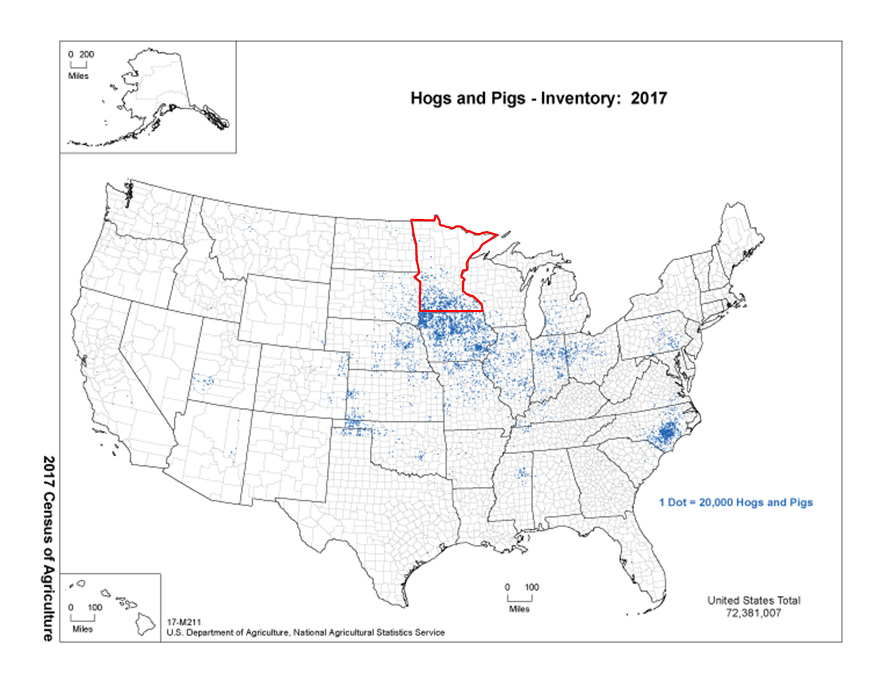 0 200
Miles
Hogs and Pigs - Inventory: 2017
1 Dot = 20,000 Hogs and Pigs
2017 Census of Agriculture
0 100
Miles
0 100
Miles
United States Total
72,381,007
17-M211
U.S. Department of Agriculture, National Agricultural Statistics Service